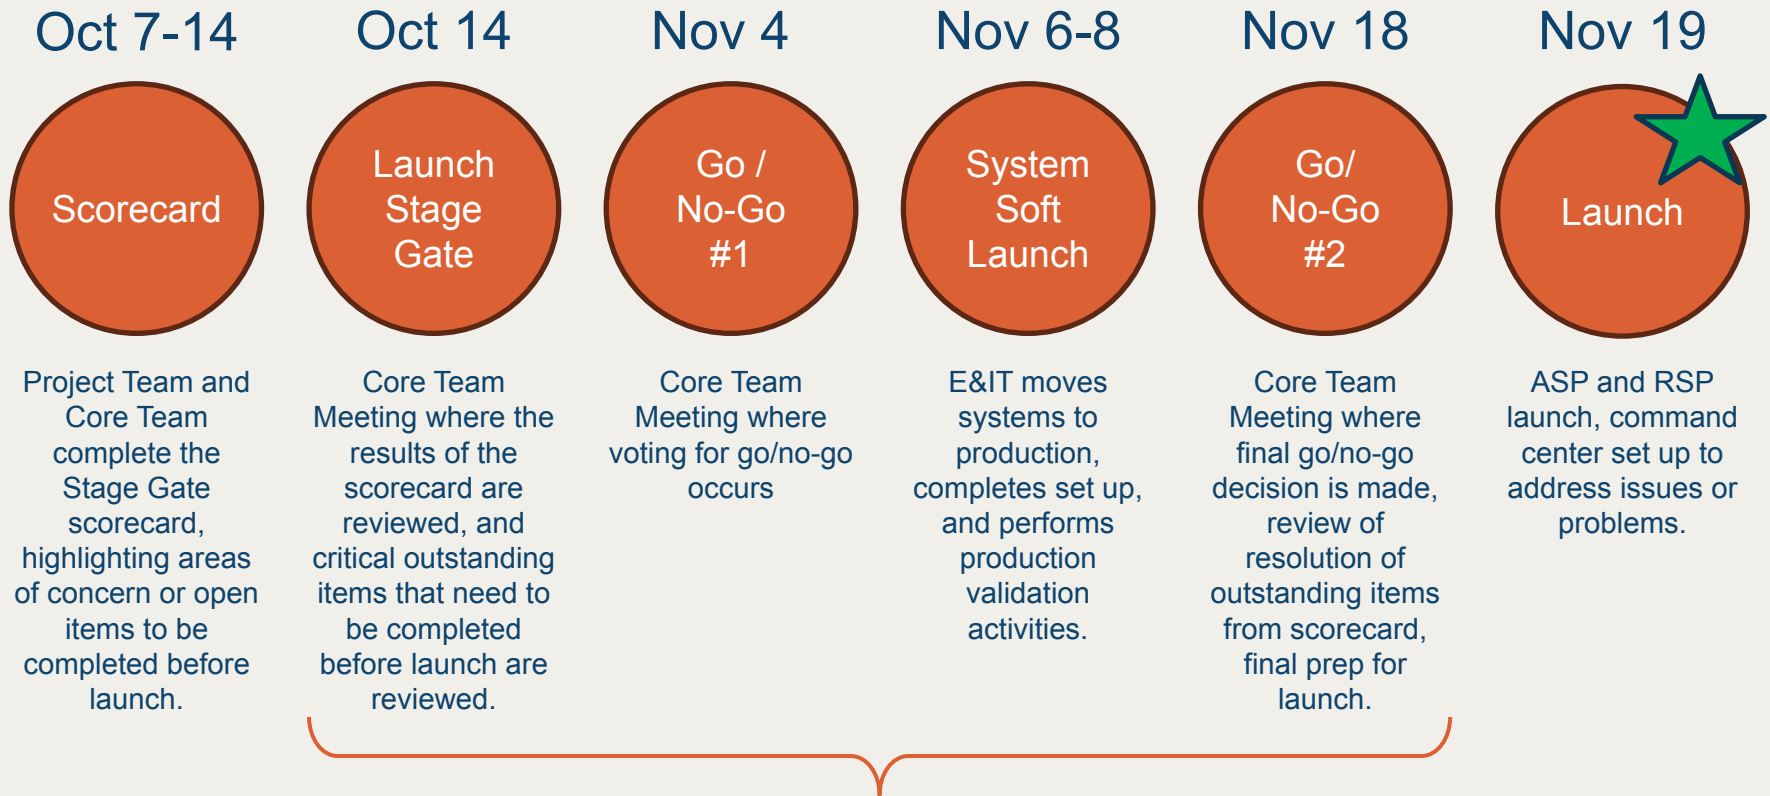 Oct 7-14
Oct 14
Nov 4
Nov 6-8
Nov 18
Nov 19
Scorecard
Launch
Stage
Gate
Go /
No-Go
#1
System
Soft
Launch
Go/
No-Go
#2
Launch
Project Team and
Core Team
complete the
Stage Gate
scorecard,
highlighting areas
of concern or open
items to be
completed before
launch.
Core Team
Meeting where the
results of the
scorecard are
reviewed, and
critical outstanding
items that need to
be completed
before launch are
reviewed.
Core Team
Meeting where
voting for go/no-go
occurs
E&IT moves
systems to
production,
completes set up,
and performs
production
validation
activities.
Core Team
Meeting where
final go/no-go
decision is made,
review of
resolution of
outstanding items
from scorecard,
final prep for
launch.
ASP and RSP
launch, command
center set up to
address issues or
problems.